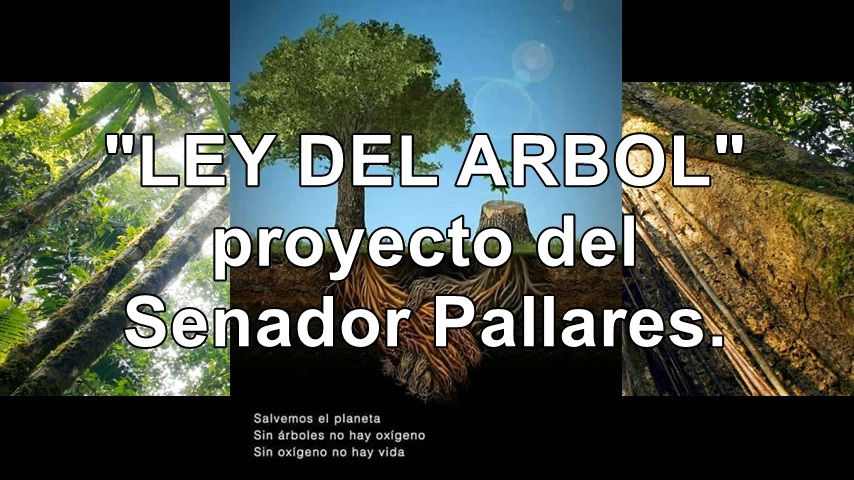 "LEY DEL ARBOL"
proyecto del
Senador Pallares.
Salvemos el planeta
Sin árboles no hay oxígeno
Sin oxígeno no hay vida